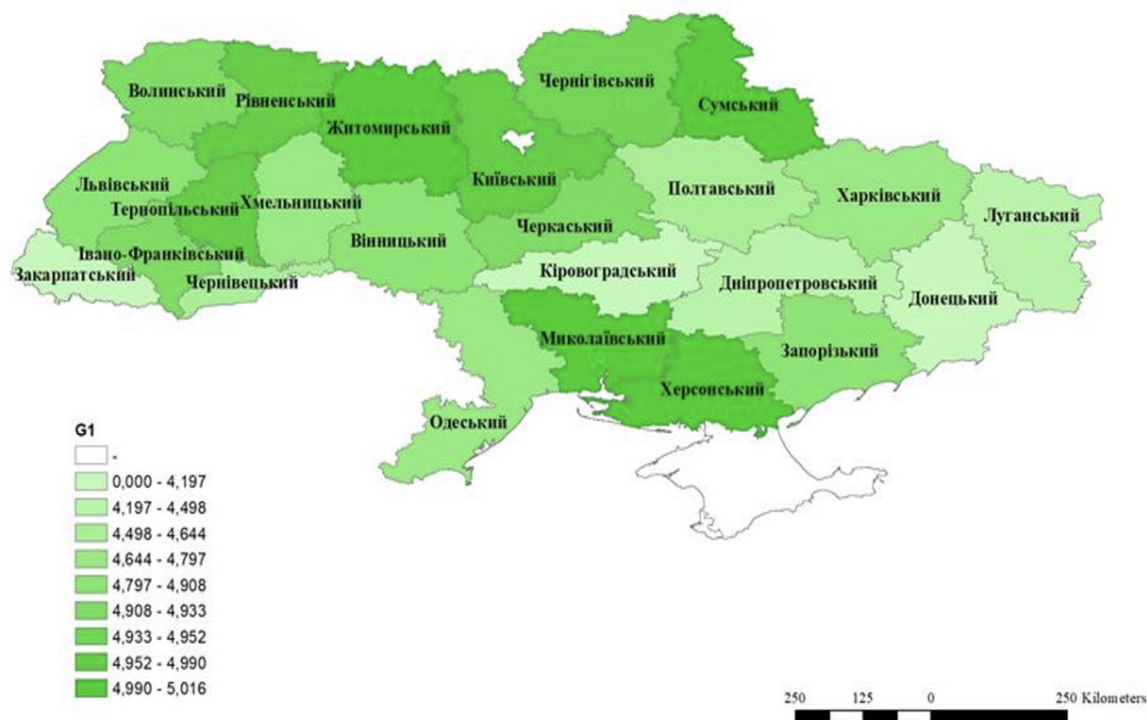 Волинський
Рівненський
Житомирський
Чернігівський
Сумський
Київський
Львівський
Тернопільський
Хмельницький
Вінницький
Черкаський
Полтавський
Харківський
Луганський
Івано-Франківський
Закарпатський
Чернівецький
Кіровоградський
Дніпропетровський
Донецький
Миколаївський
Запорізький
Херсонський
Одеський
G1
-
0,000 - 4,197
4,197 - 4,498
4,498 - 4,644
4,644 - 4,797
4,797 - 4,908
4,908 - 4,933
4,933 - 4,952
4,952 - 4,990
4,990 - 5,016
250 125 0 250 Kilometers